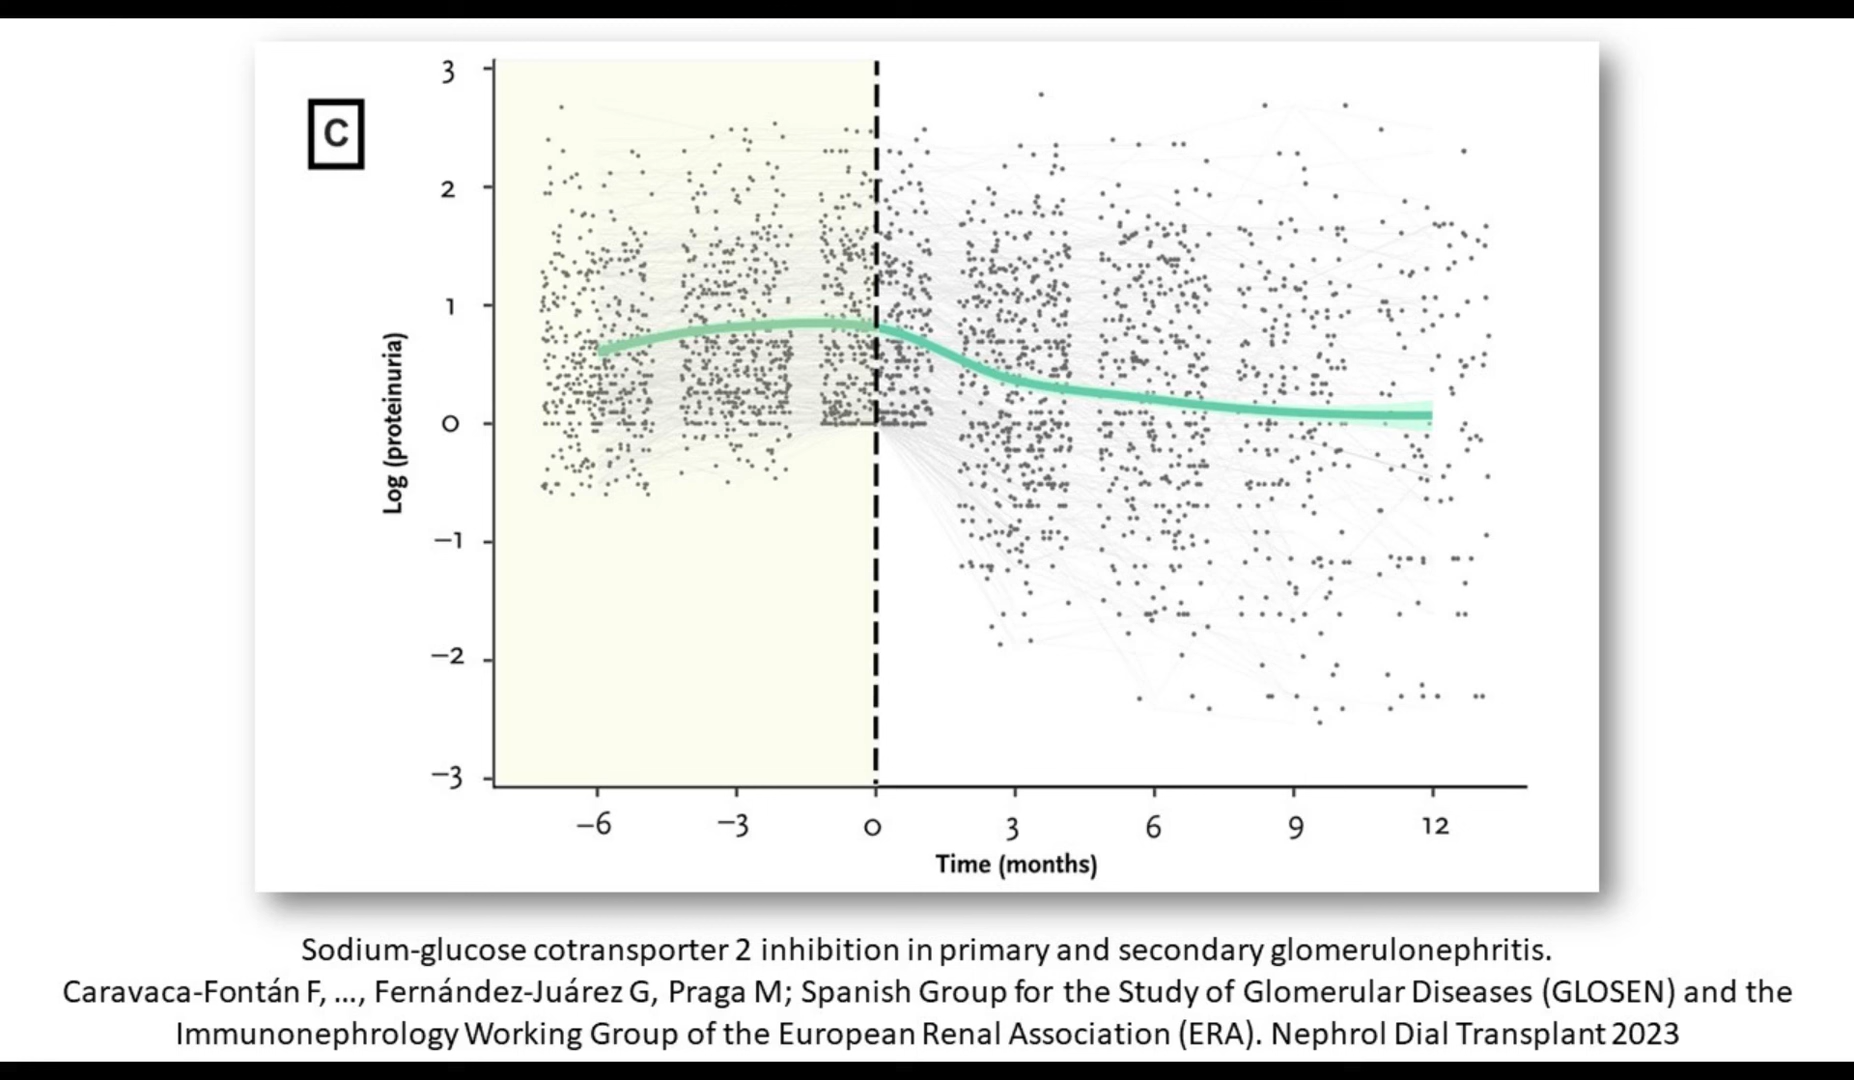 C
3
2
1
0
−1
−2
−3
Log (proteinuria)
−6 −3 0 3 6 9 12
Time (months)
Sodium-glucose cotransporter 2 inhibition in primary and secondary glomerulonephritis.
Caravaca-Fontán F, ..., Fernández-Juárez G, Praga M; Spanish Group for the Study of Glomerular Diseases (GLOSEN) and the
Immunonephrology Working Group of the European Renal Association (ERA). Nephrol Dial Transplant 2023